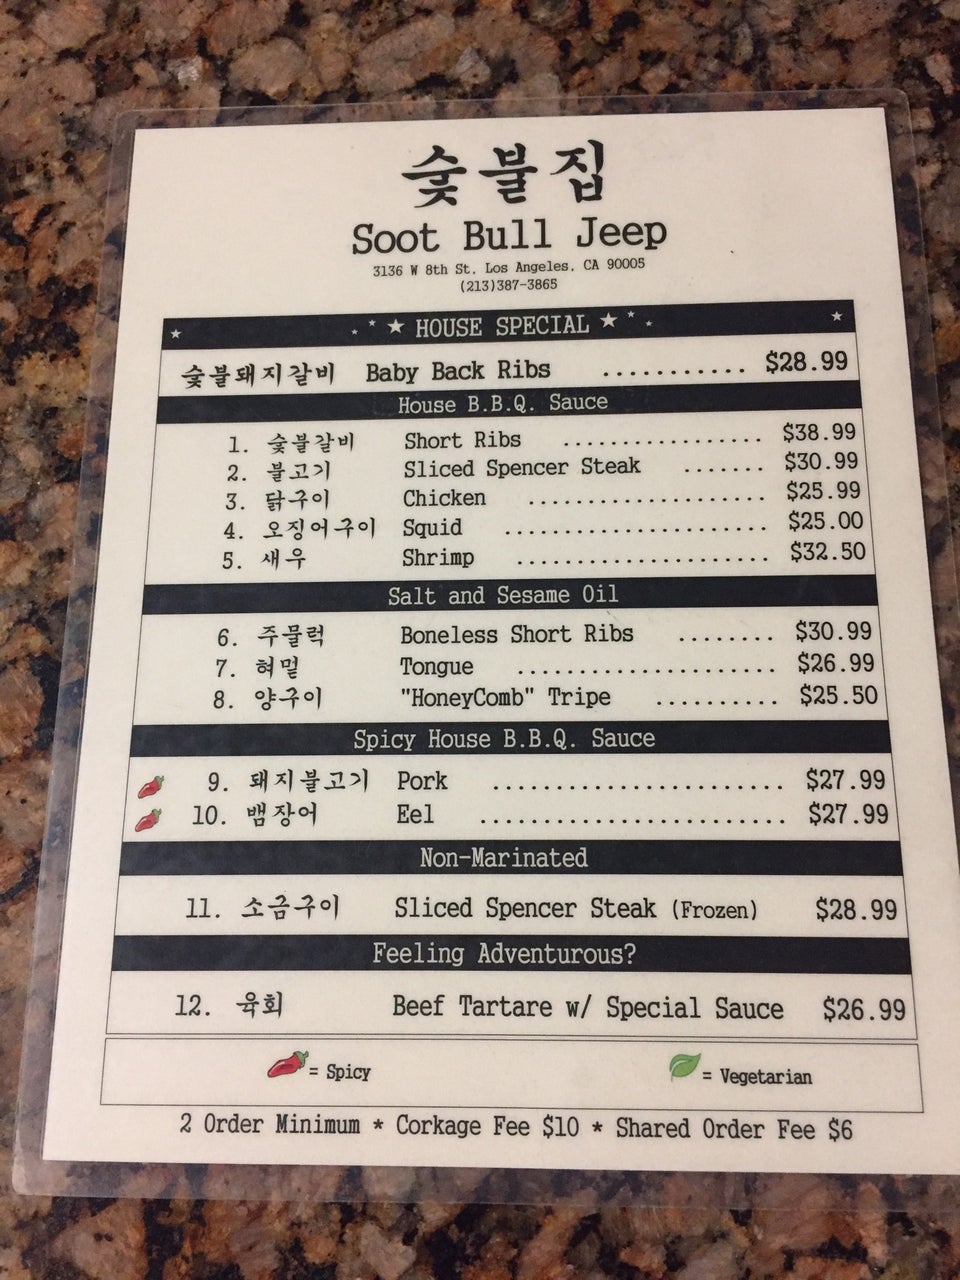 숯불집
Soot Bull Jeep
3136 W 8th St. Los Angeles, CA 90005
(213)387-3865
HOUSE SPECIAL
숯불돼지갈비 Baby Back Ribs ........... $28.99
House B.B.Q. Sauce
1. 숯불갈비 Short Ribs ................. $38.99
2. 불고기 Sliced Spencer Steak ....... $30.99
3. 닭구이 Chicken .................... $25.99
4. 오징어구이 Squid ...................... $25.00
5. 새우 Shrimp ..................... $32.50
Salt and Sesame Oil
6. 주물럭 Boneless Short Ribs ........ $30.99
7. 혀밑 Tongue ...................... $26.99
8. 양구이 "HoneyComb" Tripe .......... $25.50
Spicy House B.B.Q. Sauce
9. 돼지불고기 Pork ......................... $27.99
10. 뱀장어 Eel .......................... $27.99
Non-Marinated
11. 소금구이 Sliced Spencer Steak (Frozen) $28.99
Feeling Adventurous?
12. 육회 Beef Tartare w/ Special Sauce $26.99
= Spicy = Vegetarian
2 Order Minimum * Corkage Fee $10 * Shared Order Fee $6